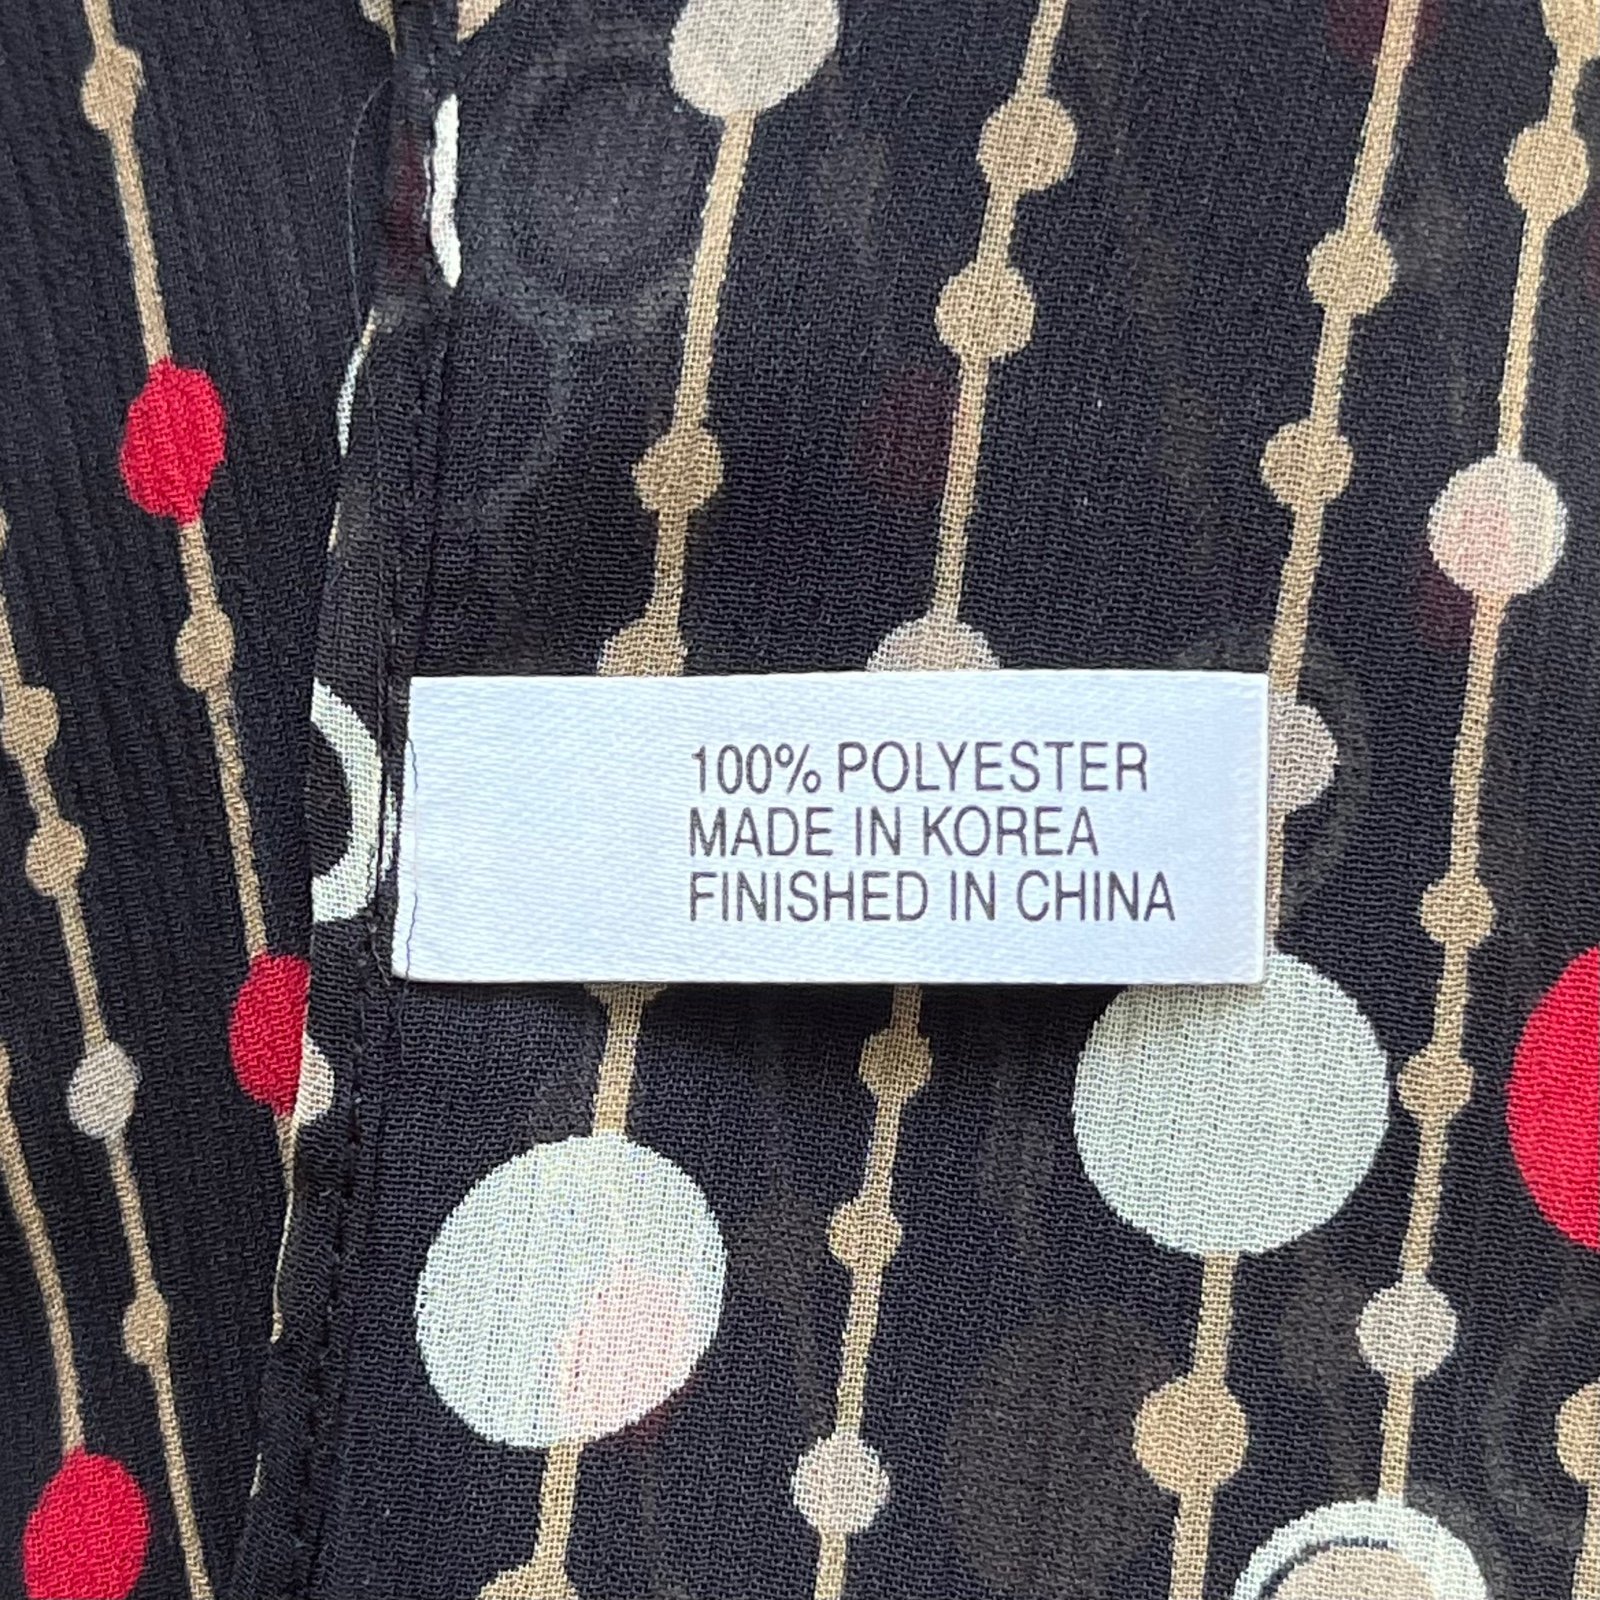 100% POLYESTER
MADE IN KOREA
FINISHED IN CHINA